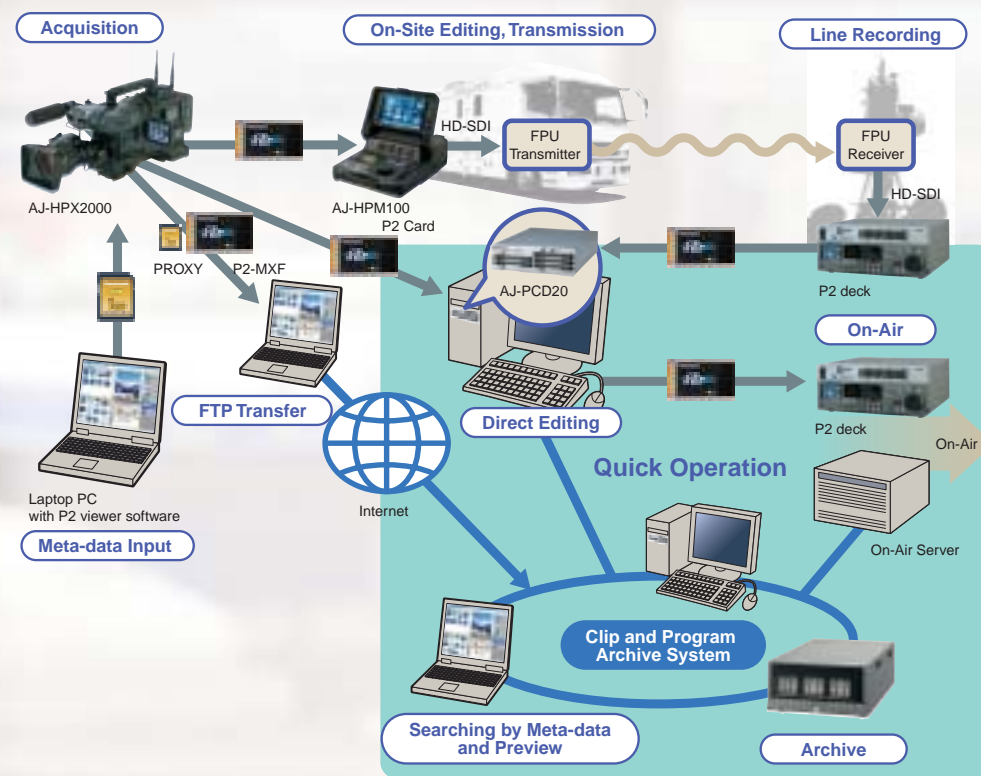 Acquisition
On-Site Editing, Transmission
Line Recording
HD-SDI
FPU
Transmitter
FPU
Receiver
HD-SDI
AJ-HPX2000
AJ-HPM100
P2 Card
PROXY
P2-MXF
AJ-PCD20
P2 deck
On-Air
FTP Transfer
Direct Editing
P2 deck
On-Air
Quick Operation
Laptop PC
with P2 viewer software
Meta-data Input
Internet
On-Air Server
Clip and Program
Archive System
Searching by Meta-data
and Preview
Archive